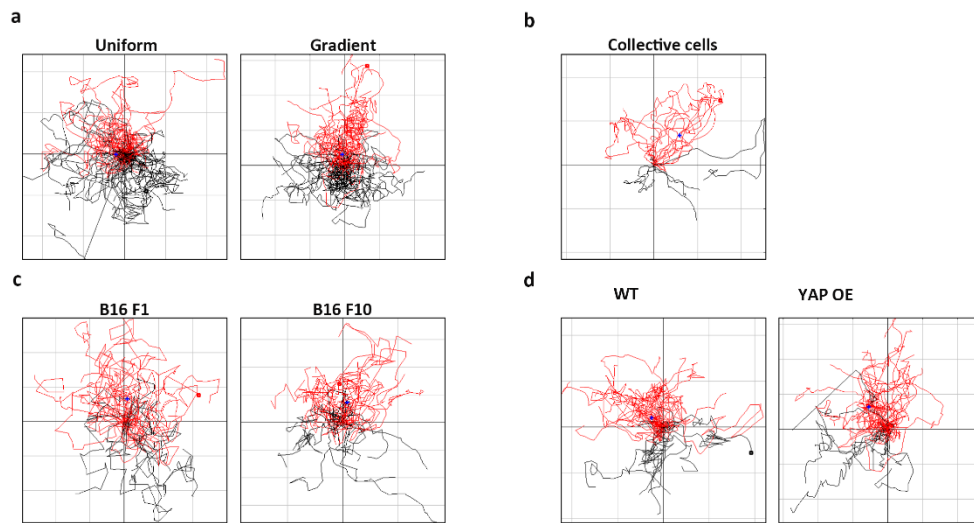 a
b
Uniform
Gradient
Collective cells
c
d
B16 F1
B16 F10
WT
YAP OE